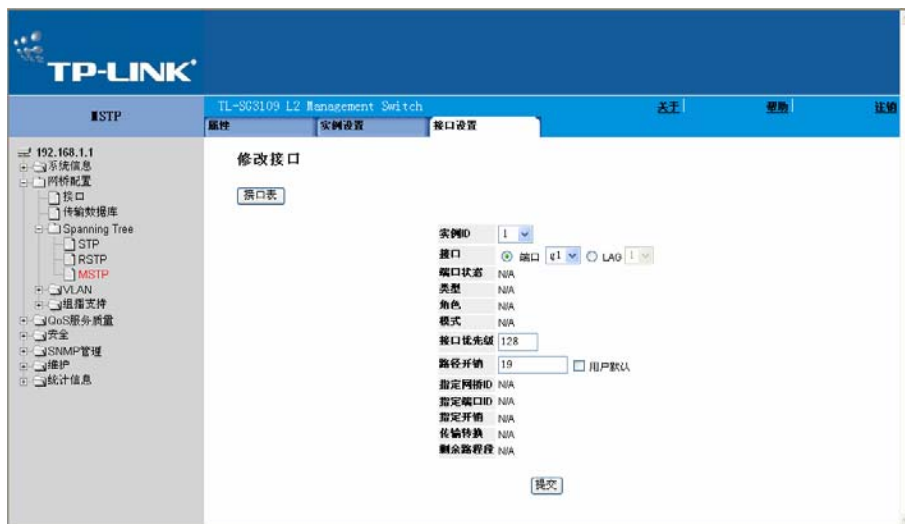 TP-LINK
MSTP
TL-SG3109 L2 Management Switch
关于
帮助
注销
属性
实例设置
接口设置
192.168.1.1
系统信息
网桥配置
接口
传输数据库
Spanning Tree
STP
RSTP
MSTP
VLAN
组播支持
QoS服务质量
安全
SNMP管理
维护
统计信息
修改接口
接口表
实例ID 1
接口 端口 g1 LAG 1
端口状态 N/A
类型 N/A
角色 N/A
模式 N/A
接口优先级 128
路径开销 19 用户默认
指定网桥ID N/A
指定端口ID N/A
指定开销 N/A
传输转换 N/A
剩余路程段 N/A
提交